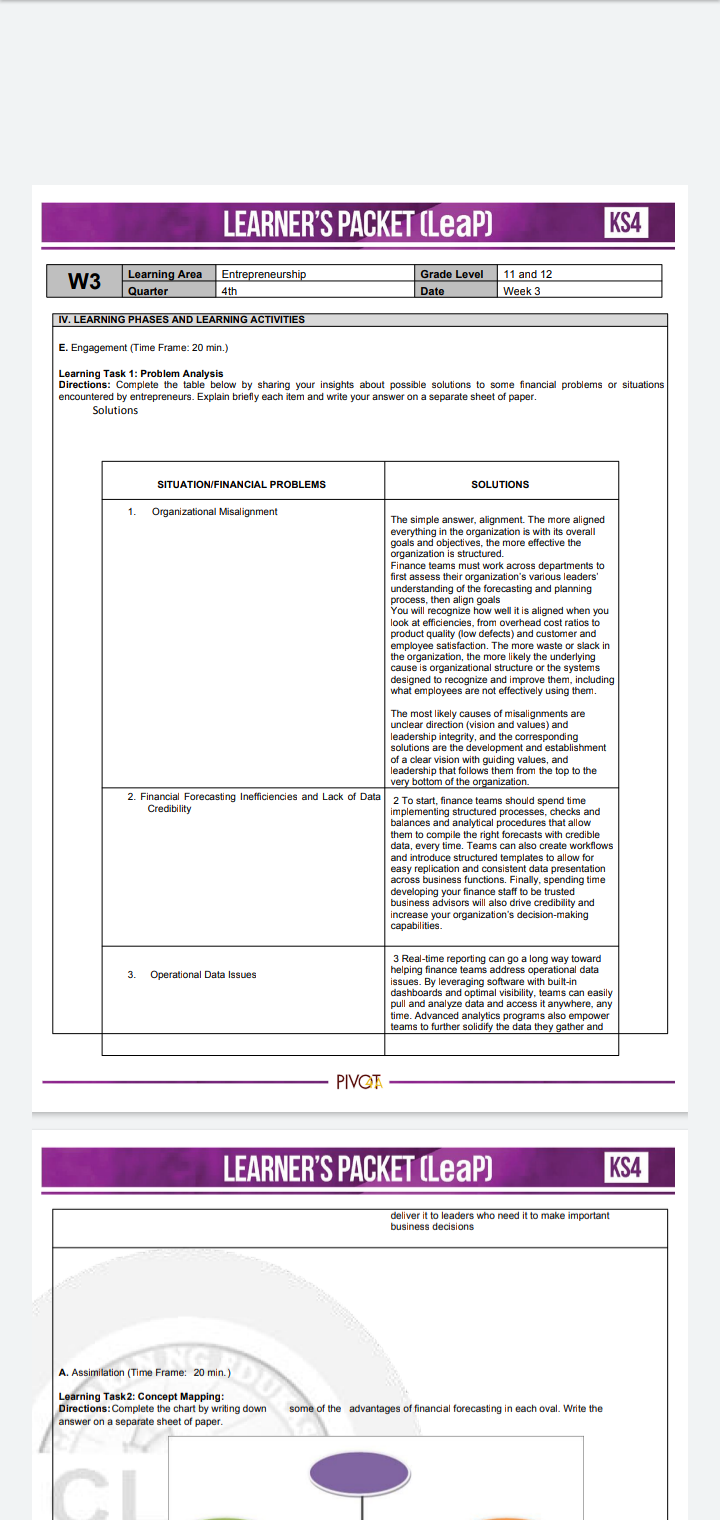 LEARNER'S PACKET (LeaP)
KS4
W3
Learning Area
Entrepreneurship
Grade Level
11 and 12
Quarter
4th
Date
Week 3
IV. LEARNING PHASES AND LEARNING ACTIVITIES
E. Engagement (Time Frame: 20 min.)
Learning Task 1: Problem Analysis
Directions: Complete the table below by sharing your insights about possible solutions to some financial problems or situations
encountered by entrepreneurs. Explain briefly each item and write your answer on a separate sheet of paper.
Solutions
SITUATION/FINANCIAL PROBLEMS
SOLUTIONS
1. Organizational Misalignment
The simple answer, alignment. The more aligned
everything in the organization is with its overall
goals and objectives, the more effective the
organization is structured.
Finance teams must work across departments to
first assess their organization's various leaders'
understanding of the forecasting and planning
process, then align goals
You will recognize how well it is aligned when you
look at efficiencies, from overhead cost ratios to
product quality (low defects) and customer and
employee satisfaction. The more waste or slack in
the organization, the more likely the underlying
cause is organizational structure or the systems
designed to recognize and improve them, including
what employees are not effectively using them.
The most likely causes of misalignments are
unclear direction (vision and values) and
leadership integrity, and the corresponding
solutions are the development and establishment
of a clear vision with guiding values, and
leadership that follows them from the top to the
very bottom of the organization.
2. Financial Forecasting Inefficiencies and Lack of Data
Credibility
2 To start, finance teams should spend time
implementing structured processes, checks and
balances and analytical procedures that allow
them to compile the right forecasts with credible
data, every time. Teams can also create workflows
and introduce structured templates to allow for
easy replication and consistent data presentation
across business functions. Finally, spending time
developing your finance staff to be trusted
business advisors will also drive credibility and
increase your organization's decision-making
capabilities.
3. Operational Data Issues
3 Real-time reporting can go a long way toward
helping finance teams address operational data
issues. By leveraging software with built-in
dashboards and optimal visibility, teams can easily
pull and analyze data and access it anywhere, any
time. Advanced analytics programs also empower
teams to further solidify the data they gather and
PIVOT 4A
LEARNER'S PACKET (LeaP)
KS4
deliver it to leaders who need it to make important
business decisions
A. Assimilation (Time Frame: 20 min.)
Learning Task2: Concept Mapping:
Directions:Complete the chart by writing down some of the advantages of financial forecasting in each oval. Write the
answer on a separate sheet of paper.
CL